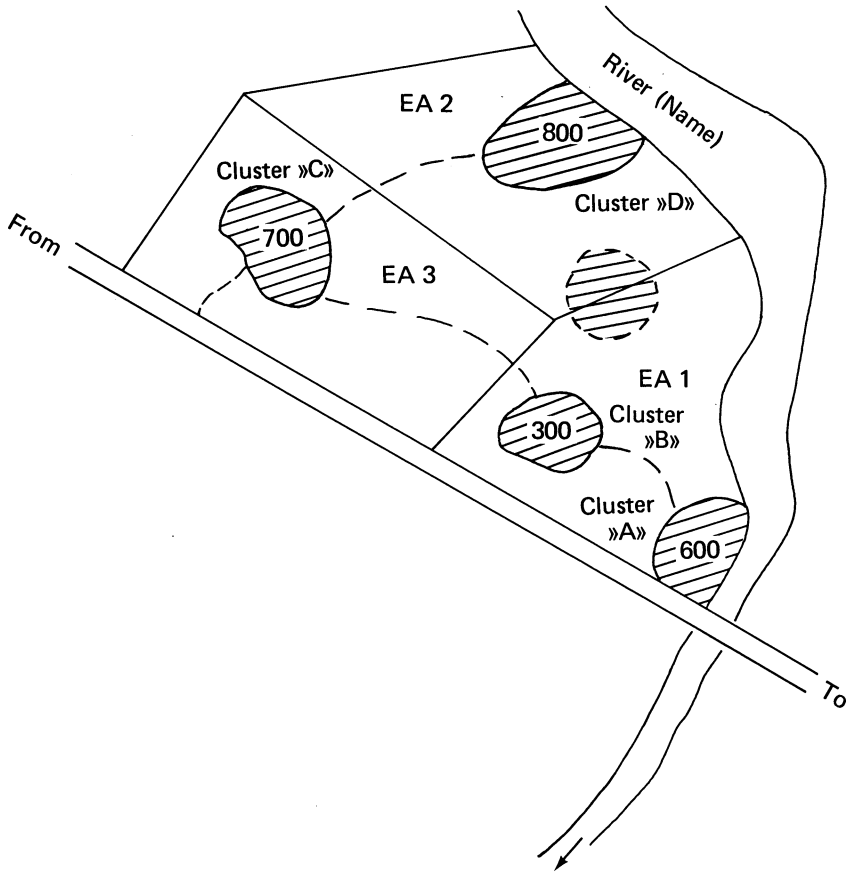 River (Name)
EA 2
800
Cluster »C»
Cluster »D»
From
700
EA 3
EA 1
300
Cluster
»B»
Cluster
»A»
600
To